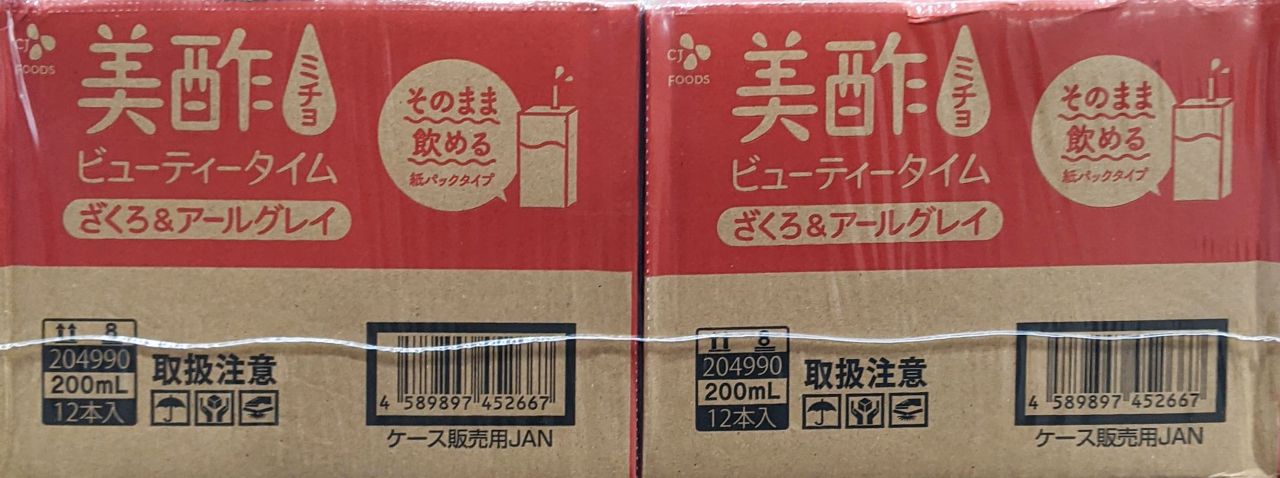 CJ
FOODS
美酢
ミチョ
ビューティータイム
ざくろ&アールグレイ
そのまま
飲める
紙パックタイプ
8
204990
200mL
12本入
取扱注意
4 589897 452667
ケース販売用JAN
CJ
FOODS
美酢
ミチョ
ビューティータイム
ざくろ&アールグレイ
そのまま
飲める
紙パックタイプ
8
204990
200mL
12本入
取扱注意
4 589897 452667
ケース販売用JAN